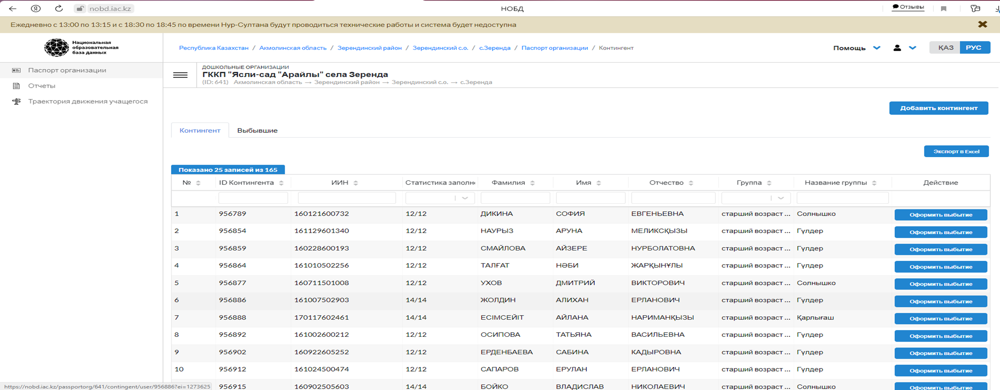 nobd.iac.kz
НОБД
Отзывы
Ежедневно с 13:00 по 13:15 и с 18:30 по 18:45 по времени Нур-Султана будут проводиться технические работы и система будет недоступна
Национальная
образовательная
база данных
Республика Казахстан / Акмолинская область / Зерендинский район / Зерендинский с.о. / с.Зеренда / Паспорт организации / Контингент
Помощь
ҚАЗ РУС
Паспорт организации
Отчеты
Траектория движения учащегося
ДОШКОЛЬНЫЕ ОРГАНИЗАЦИИ
ГККП "Ясли-сад "Арайлы" села Зеренда
(ID: 641) Акмолинская область → Зерендинский район → Зерендинский с.о. → с.Зеренда
Добавить контингент
Контингент Выбывшие
Экспорт в Excel
Показано 25 записей из 165
№ ID Контингента ИИН Статистика заполн Фамилия Имя Отчество Группа Название группы Действие
1 956789 160121600732 12/12 ДИКИНА СОФИЯ ЕВГЕНЬЕВНА старший возраст ... Солнышко Оформить выбытие
2 956854 161129601340 12/12 НАУРЫЗ АРУНА МЕЛИКСҚЫЗЫ старший возраст ... Гүлдер Оформить выбытие
3 956859 160228600193 12/12 СМАЙЛОВА АЙЗЕРЕ НУРБОЛАТОВНА старший возраст ... Гүлдер Оформить выбытие
4 956864 161010502256 12/12 ТАЛҒАТ НӘБИ ЖАРҚЫНҰЛЫ старший возраст ... Гүлдер Оформить выбытие
5 956877 160711501008 12/12 УХОВ ДМИТРИЙ ВИКТОРОВИЧ старший возраст ... Солнышко Оформить выбытие
6 956886 161007502903 14/14 ЖОЛДИН АЛИХАН ЕРЛАНОВИЧ старший возраст ... Гүлдер Оформить выбытие
7 956888 170117602461 14/14 ЕСІМСЕЙІТ АЙЛАНА НАРИМАНҚЫЗЫ старший возраст ... Қарлығаш Оформить выбытие
8 956892 161002600212 12/12 ОСИПОВА ТАТЬЯНА ВАСИЛЬЕВНА старший возраст ... Гүлдер Оформить выбытие
9 956902 160922605252 12/12 ЕРДЕНБАЕВА САБИНА КАДЫРОВНА старший возраст ... Гүлдер Оформить выбытие
10 956912 161024500474 12/12 САПАРОВ ЕРУЛАН ЕРЛАНОВИЧ старший возраст ... Гүлдер Оформить выбытие
956915 160902505603 14/14 БОЙКО ВЛАДИСЛАВ НИКОЛАЕВИЧ старший возраст ... Солнышко Оформить выбытие
https://nobd.iac.kz/passportorg/641/contingent/user/956886?ei=1273625